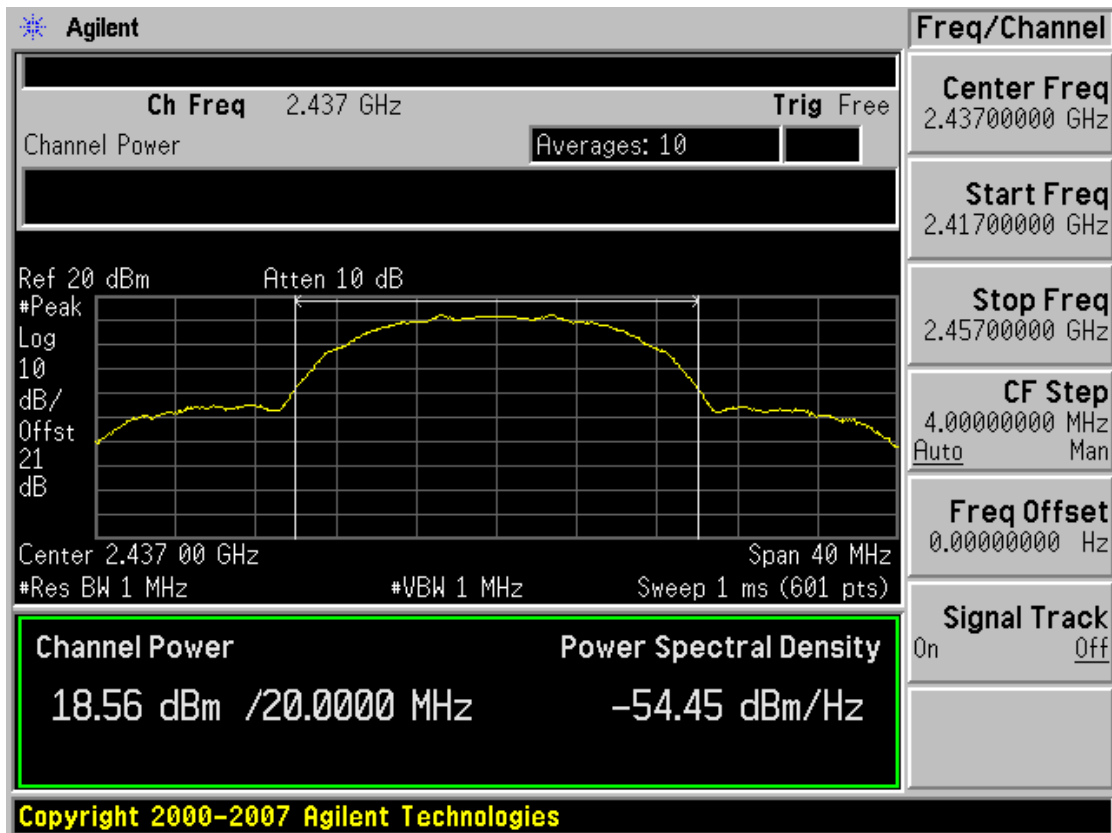 Agilent
Freq/Channel
Ch Freq 2.437 GHz Trig Free
Channel Power Averages: 10
Ref 20 dBm Atten 10 dB
#Peak
Log
10
dB/
Offst
21
dB
Center 2.437 00 GHz Span 40 MHz
#Res BW 1 MHz #VBW 1 MHz Sweep 1 ms (601 pts)
Channel Power Power Spectral Density
18.56 dBm /20.0000 MHz -54.45 dBm/Hz
Center Freq
2.43700000 GHz
Start Freq
2.41700000 GHz
Stop Freq
2.45700000 GHz
CF Step
4.00000000 MHz
Auto Man
Freq Offset
0.00000000 Hz
Signal Track
On Off
Copyright 2000-2007 Agilent Technologies